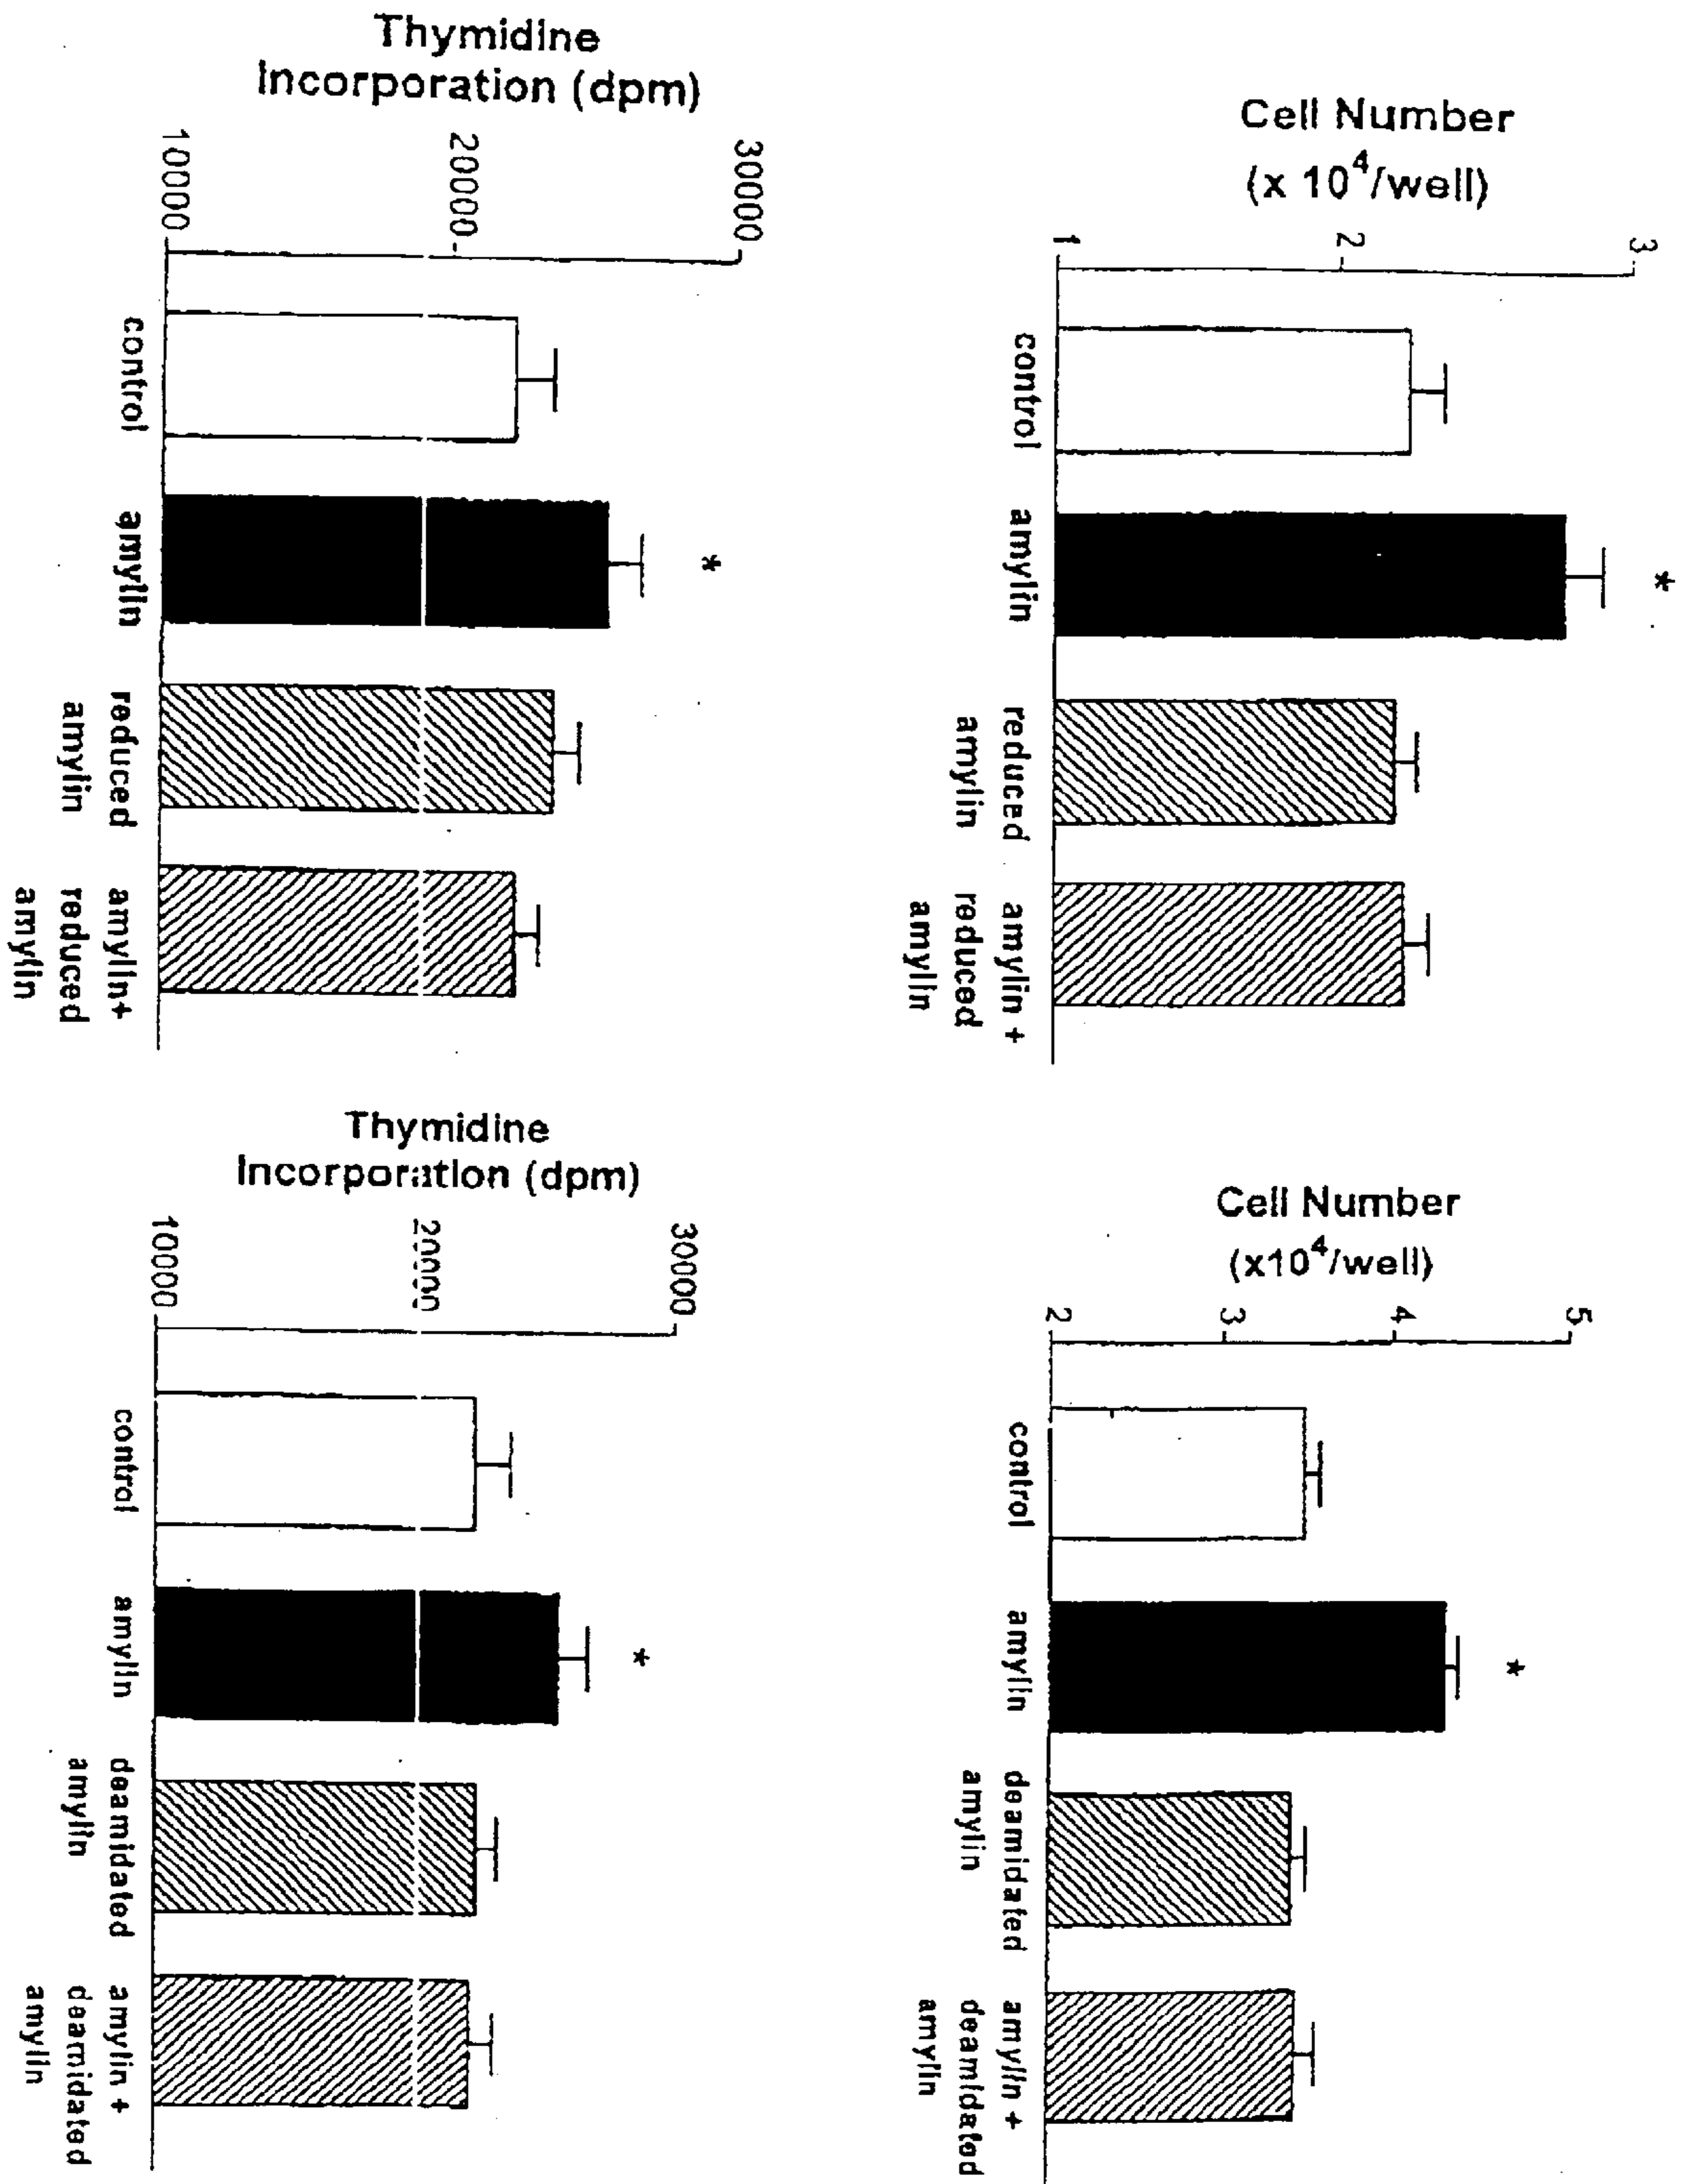 Cell Number
(x 10⁴/well)
3
2
1
*
control
amylin
reduced
amylin
amylin +
reduced
amylin
Cell Number
(x10⁴/well)
5
4
3
2
*
control
amylin
deamidated
amylin
amylin +
deamidated
amylin
Thymidine
Incorporation (dpm)
30000
20000
10000
*
control
amylin
reduced
amylin
amylin+
reduced
amylin
Thymidine
Incorporation (dpm)
30000
20000
10000
*
control
amylin
deamidated
amylin
amylin +
deamidated
amylin